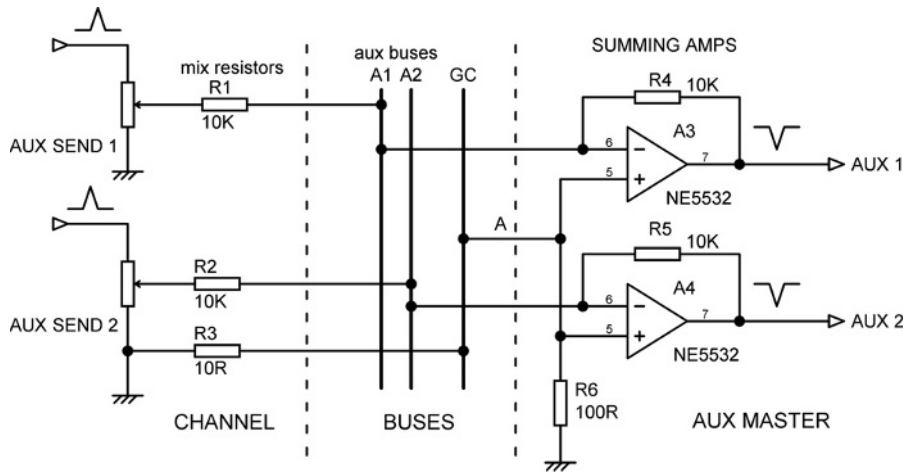 SUMMING AMPS
aux buses
mix resistors
A1 A2 GC
R1
10K
R4
10K
A3
6
5
7
AUX 1
NE5532
AUX SEND 1
A
R5
10K
R2
10K
A4
6
5
7
AUX 2
NE5532
AUX SEND 2
R3
10R
R6
100R
CHANNEL
BUSES
AUX MASTER